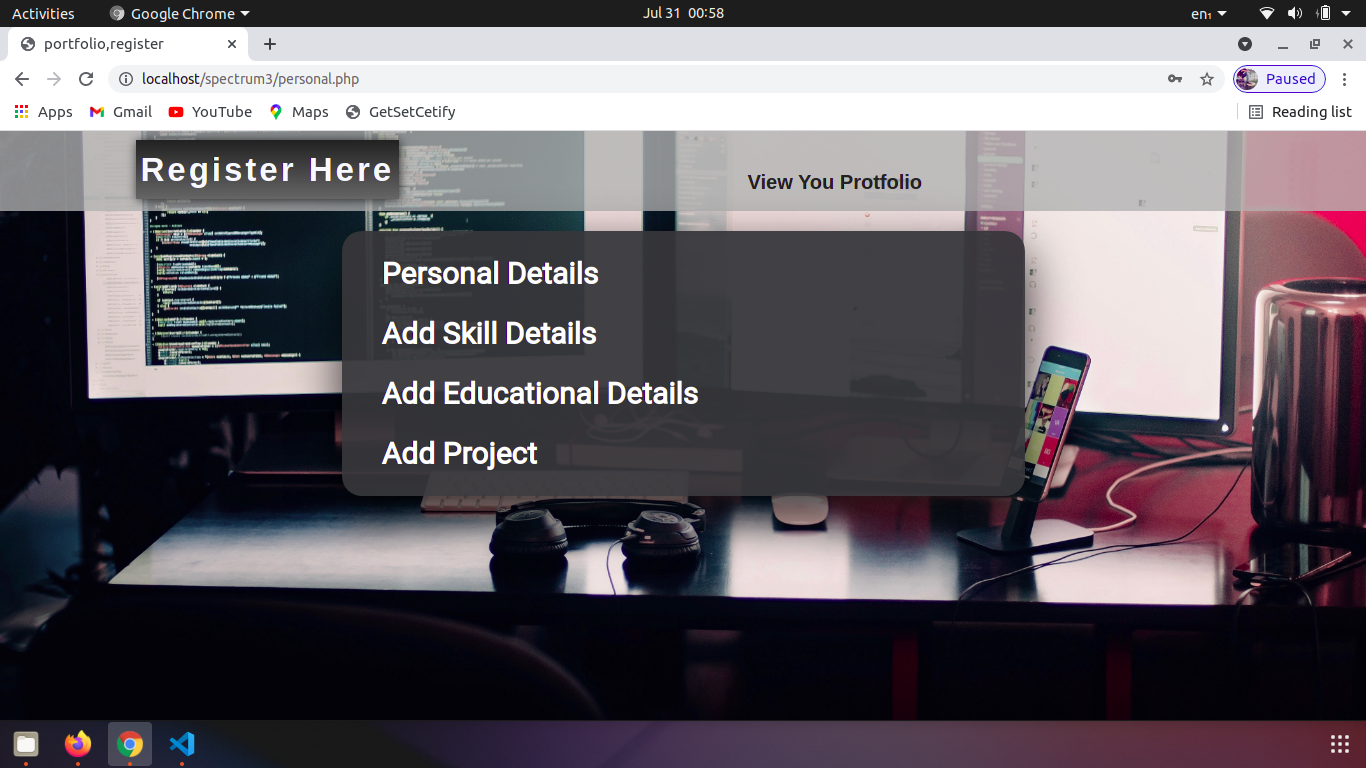 Activities Google Chrome Jul 31 00:58 en₁
portfolio,register
localhost/spectrum3/personal.php Paused
Apps Gmail YouTube Maps GetSetCetify Reading list
Register Here
View You Protfolio
Personal Details
Add Skill Details
Add Educational Details
Add Project